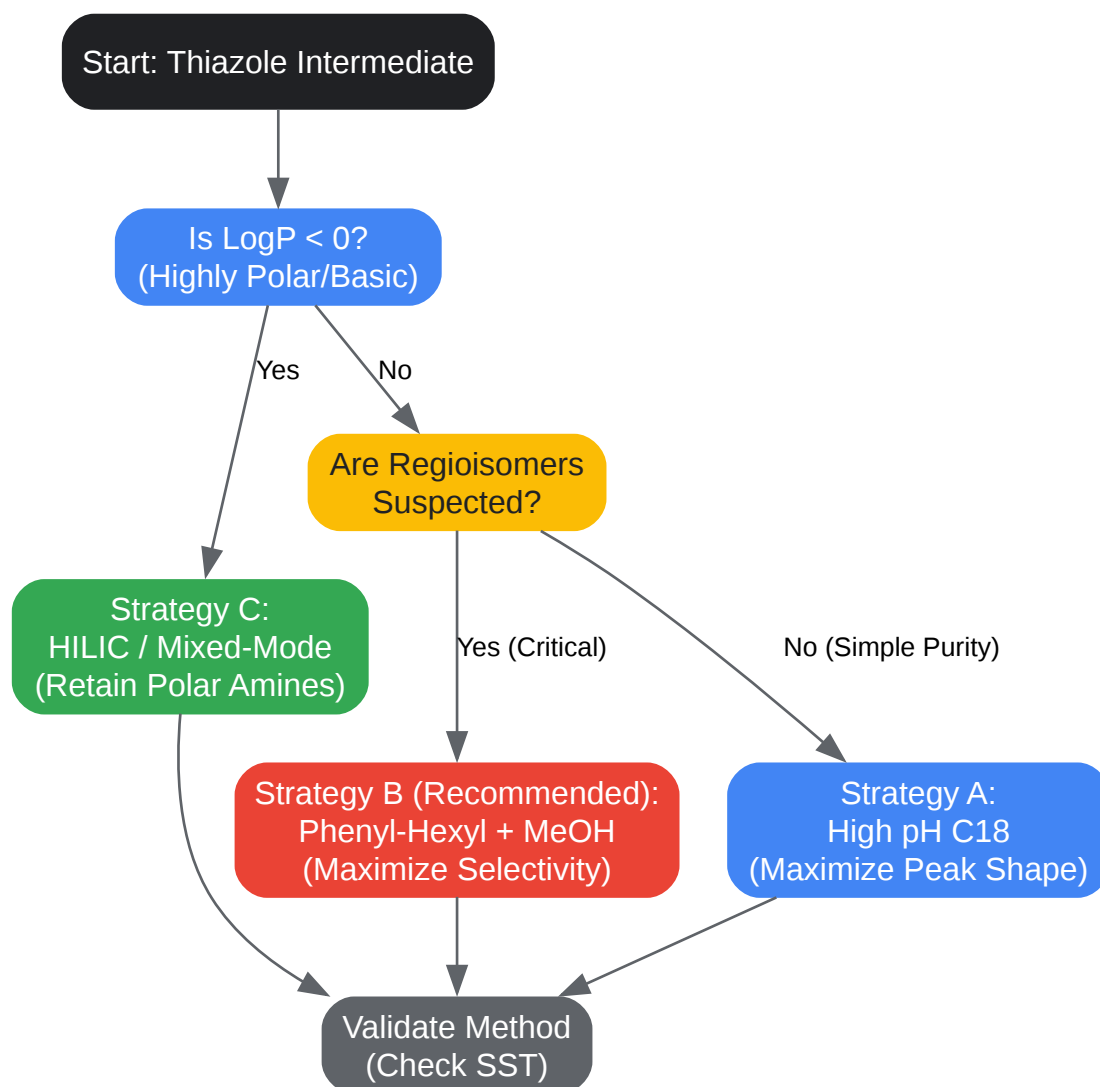 Start: Thiazole Intermediate
Is LogP < 0?
(Highly Polar/Basic)
Yes
No
Are Regioisomers
Suspected?
Strategy C:
HILIC / Mixed-Mode
(Retain Polar Amines)
Yes (Critical)
No (Simple Purity)
Strategy B (Recommended):
Phenyl-Hexyl + MeOH
(Maximize Selectivity)
Strategy A:
High pH C18
(Maximize Peak Shape)
Validate Method
(Check SST)